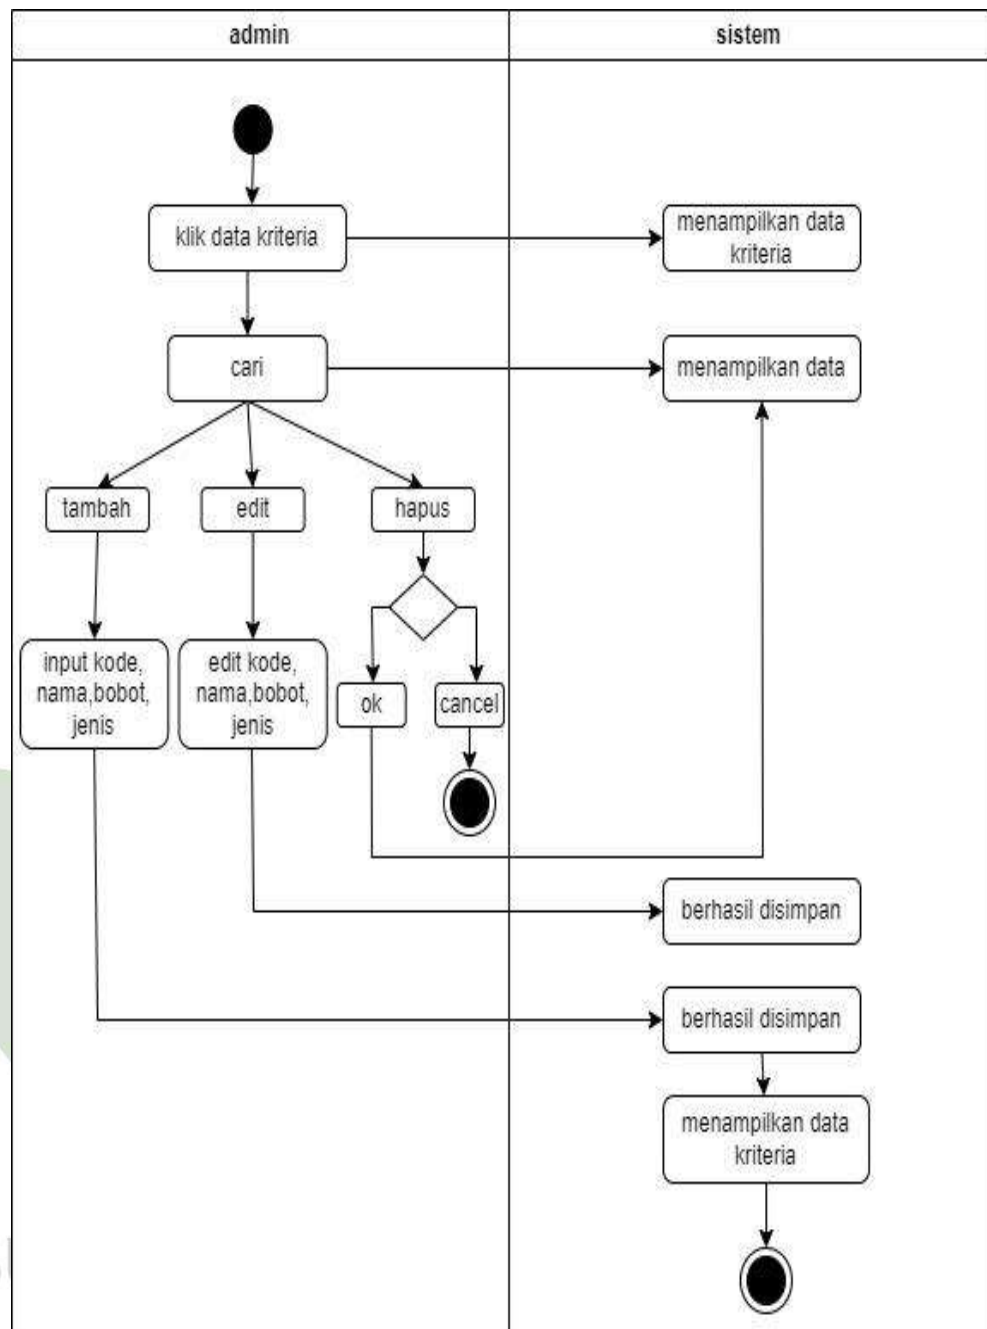 admin
sistem
klik data kriteria
menampilkan data
kriteria
cari
menampilkan data
tambah
edit
hapus
input kode,
nama,bobot,
jenis
edit kode,
nama,bobot,
jenis
ok
cancel
berhasil disimpan
berhasil disimpan
menampilkan data
kriteria